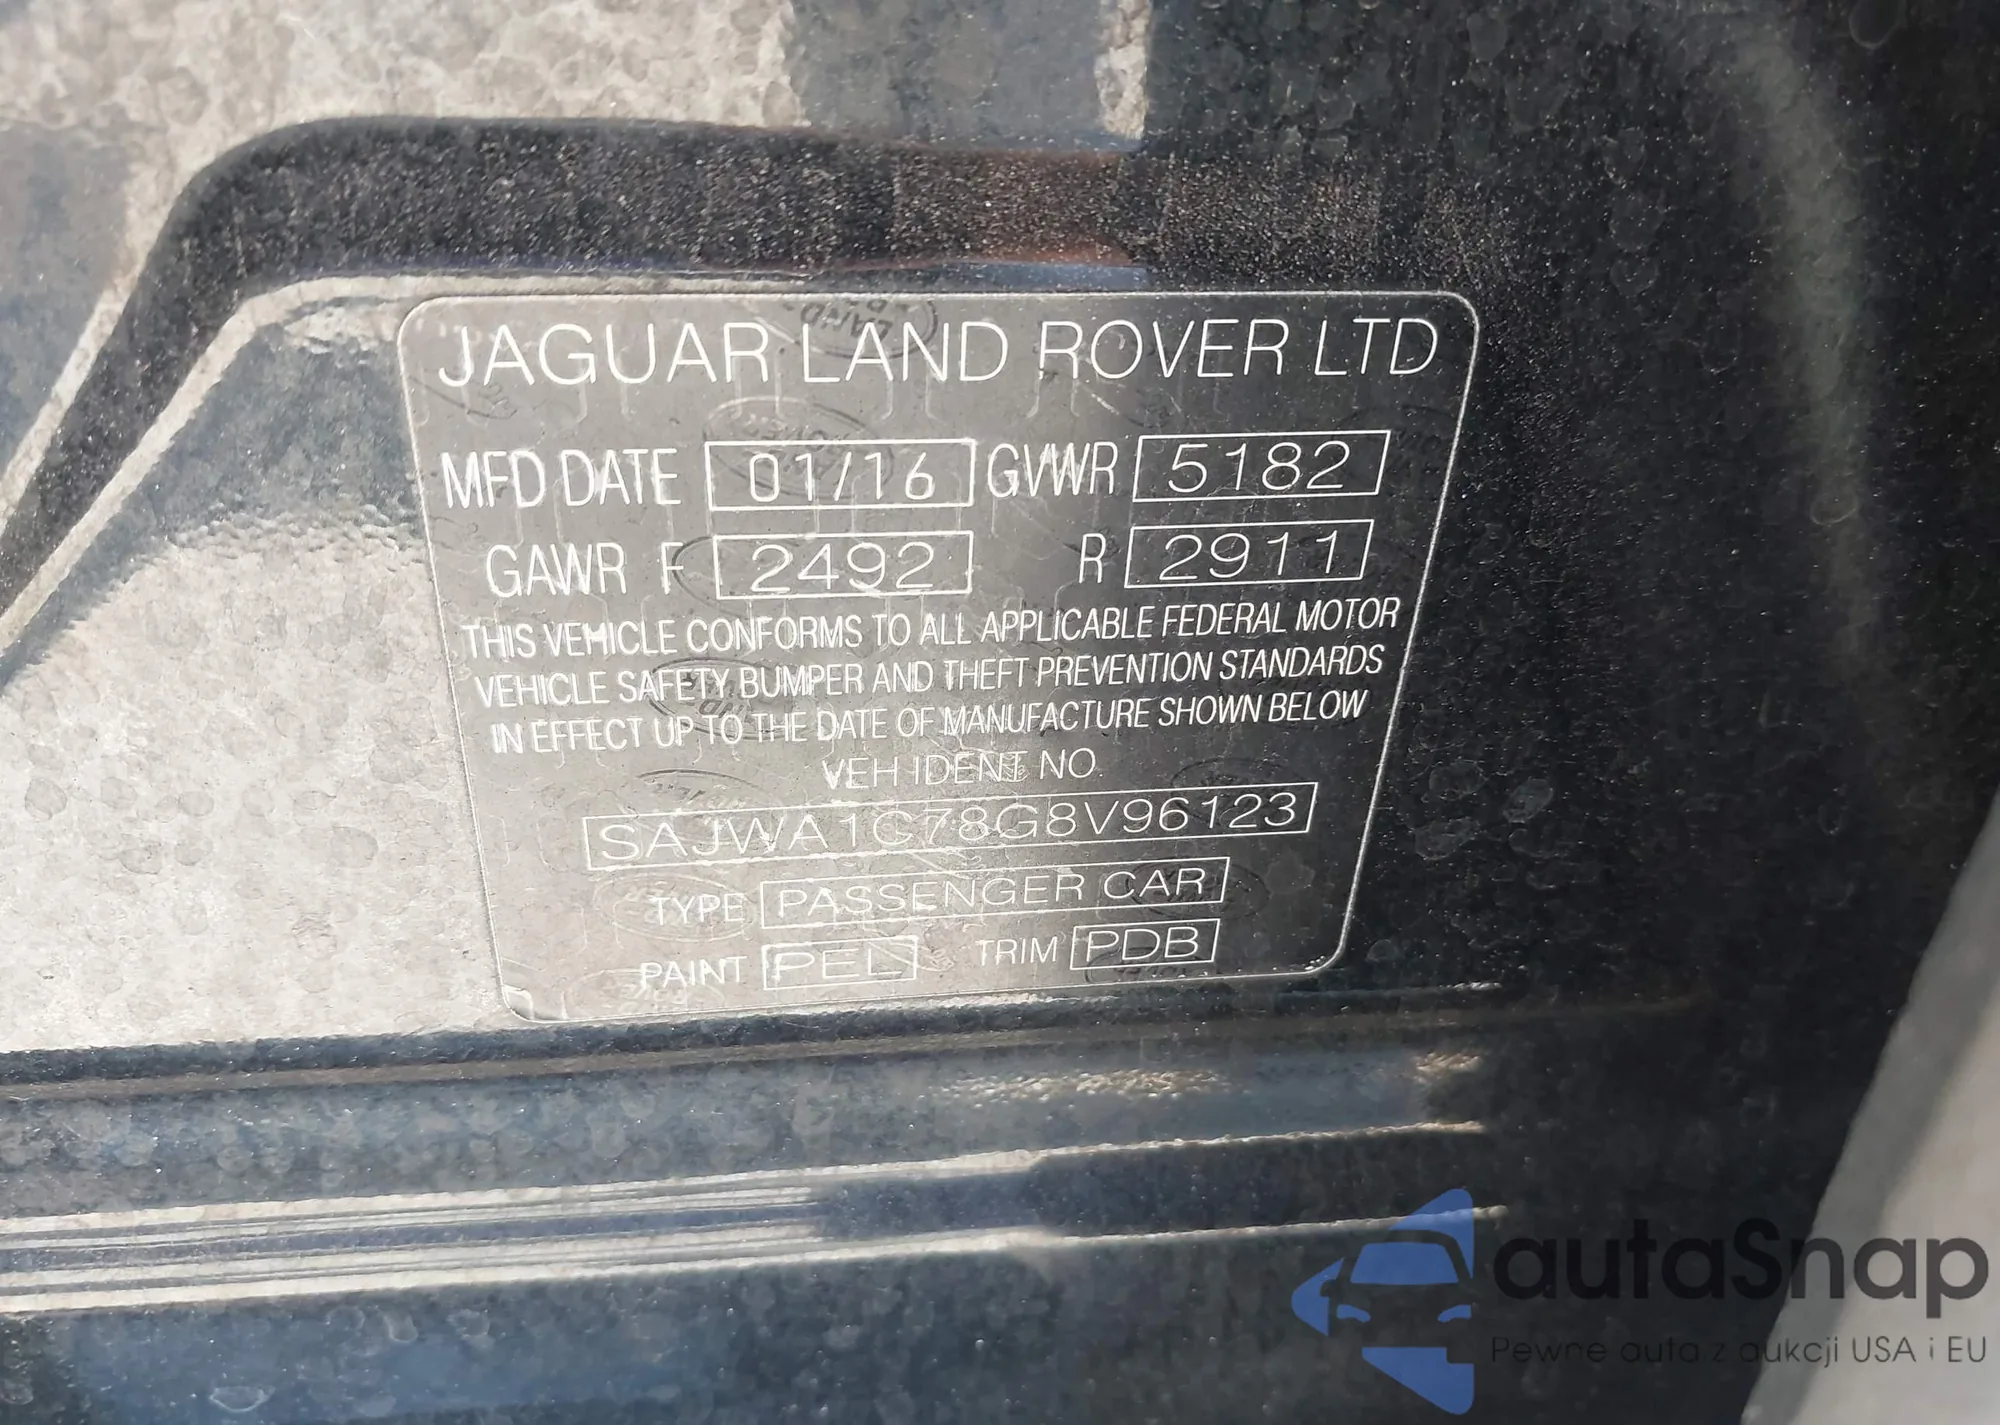 JAGUAR LAND ROVER LTD
MFD DATE 01/16 GVWR 5182
GAWR F 2492 R 2911
THIS VEHICLE CONFORMS TO ALL APPLICABLE FEDERAL MOTOR
VEHICLE SAFETY, BUMPER AND THEFT PREVENTION STANDARDS
IN EFFECT UP TO THE DATE OF MANUFACTURE SHOWN BELOW
VEH IDENT NO
SAJWA1C78G8V96123
TYPE PASSENGER CAR
PAINT PEL TRIM PDB
autaSnap
Pewne auta z aukcji USA i EU